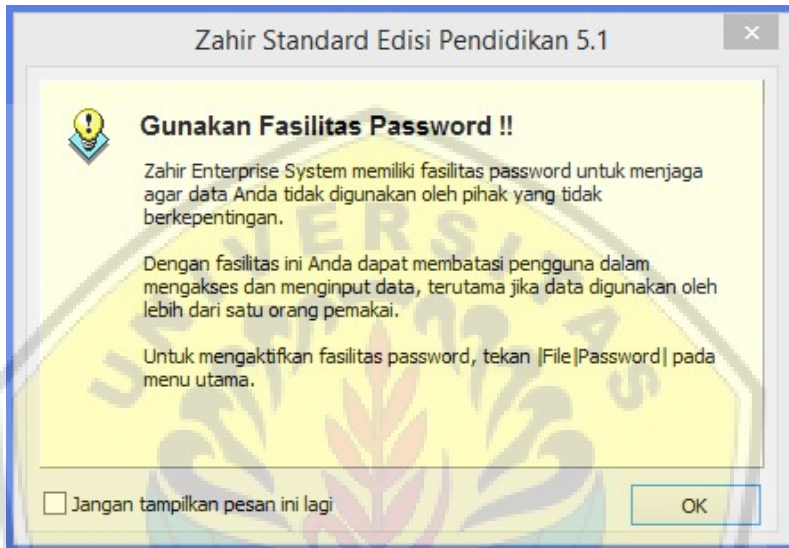 Zahir Standard Edisi Pendidikan 5.1
Gunakan Fasilitas Password !!
Zahir Enterprise System memiliki fasilitas password untuk menjaga
agar data Anda tidak digunakan oleh pihak yang tidak
berkepentingan.
Dengan fasilitas ini Anda dapat membatasi pengguna dalam
mengakses dan menginput data, terutama jika data digunakan oleh
lebih dari satu orang pemakai.
Untuk mengaktifkan fasilitas password, tekan |File|Password| pada
menu utama.
Jangan tampilkan pesan ini lagi
OK
UNIVERSITAS